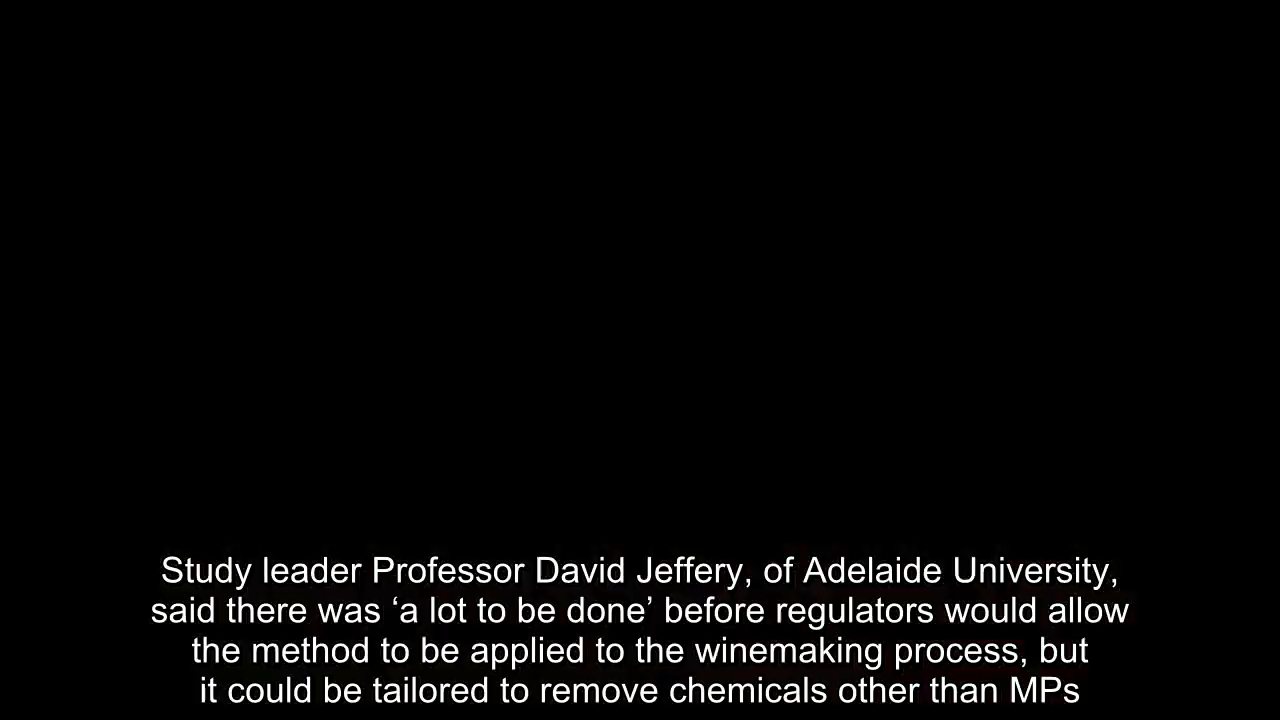 Study leader Professor David Jeffery, of Adelaide University,
said there was ‘a lot to be done’ before regulators would allow
the method to be applied to the winemaking process, but
it could be tailored to remove chemicals other than MPs